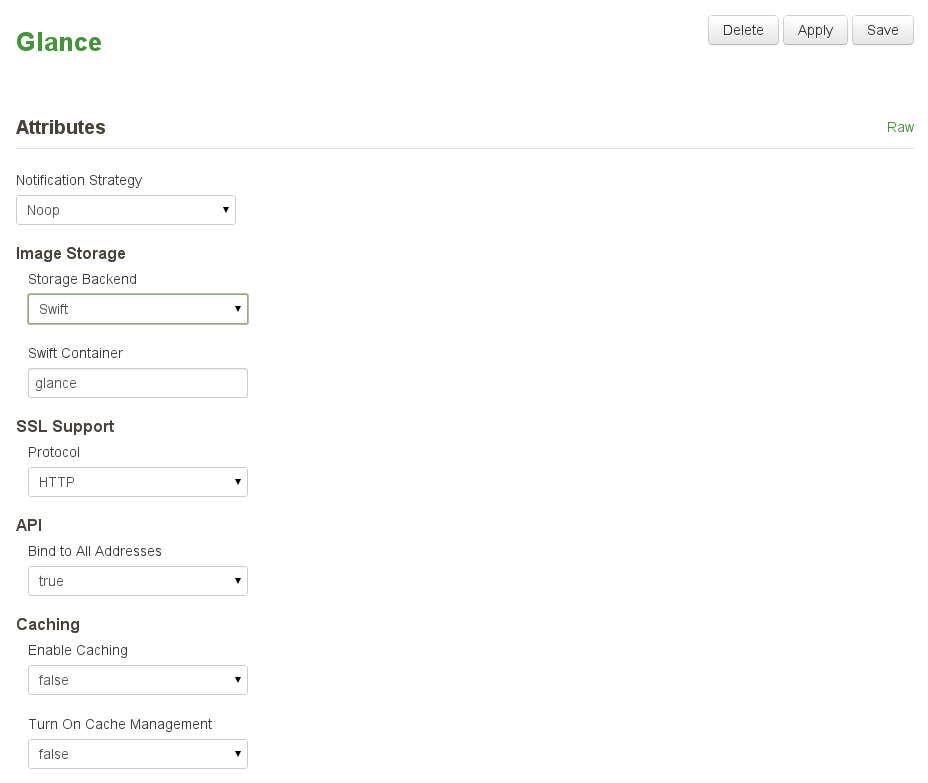 Glance
Delete Apply Save
Attributes Raw
Notification Strategy
Noop
Image Storage
Storage Backend
Swift
Swift Container
glance
SSL Support
Protocol
HTTP
API
Bind to All Addresses
true
Caching
Enable Caching
false
Turn On Cache Management
false